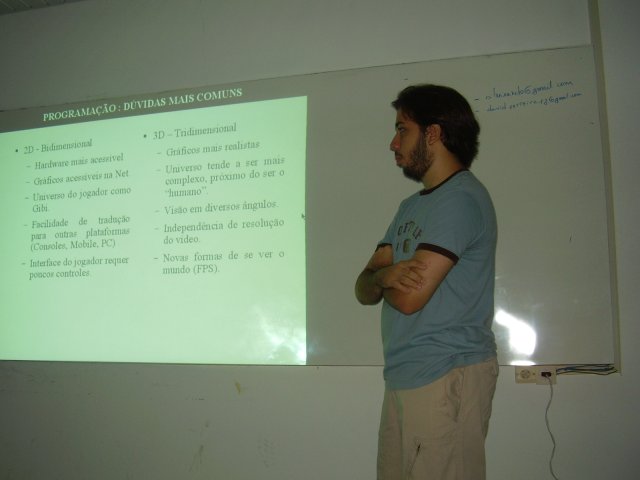 PROGRAMAÇÃO : DÚVIDAS MAIS COMUNS
• 2D - Bidimensional
– Hardware mais acessível
– Gráficos acessíveis na Net.
– Universo do jogador como
Gibi.
– Facilidade de tradução
para outras plataformas
(Consoles, Mobile, PC)
– Interface do jogador requer
poucos controles.
• 3D – Tridimensional
– Gráficos mais realistas
– Universo tende a ser mais
complexo, próximo do ser o
“humano”.
– Visão em diversos ângulos.
– Independência de resolução
do vídeo.
– Novas formas de se ver o
mundo (FPS).